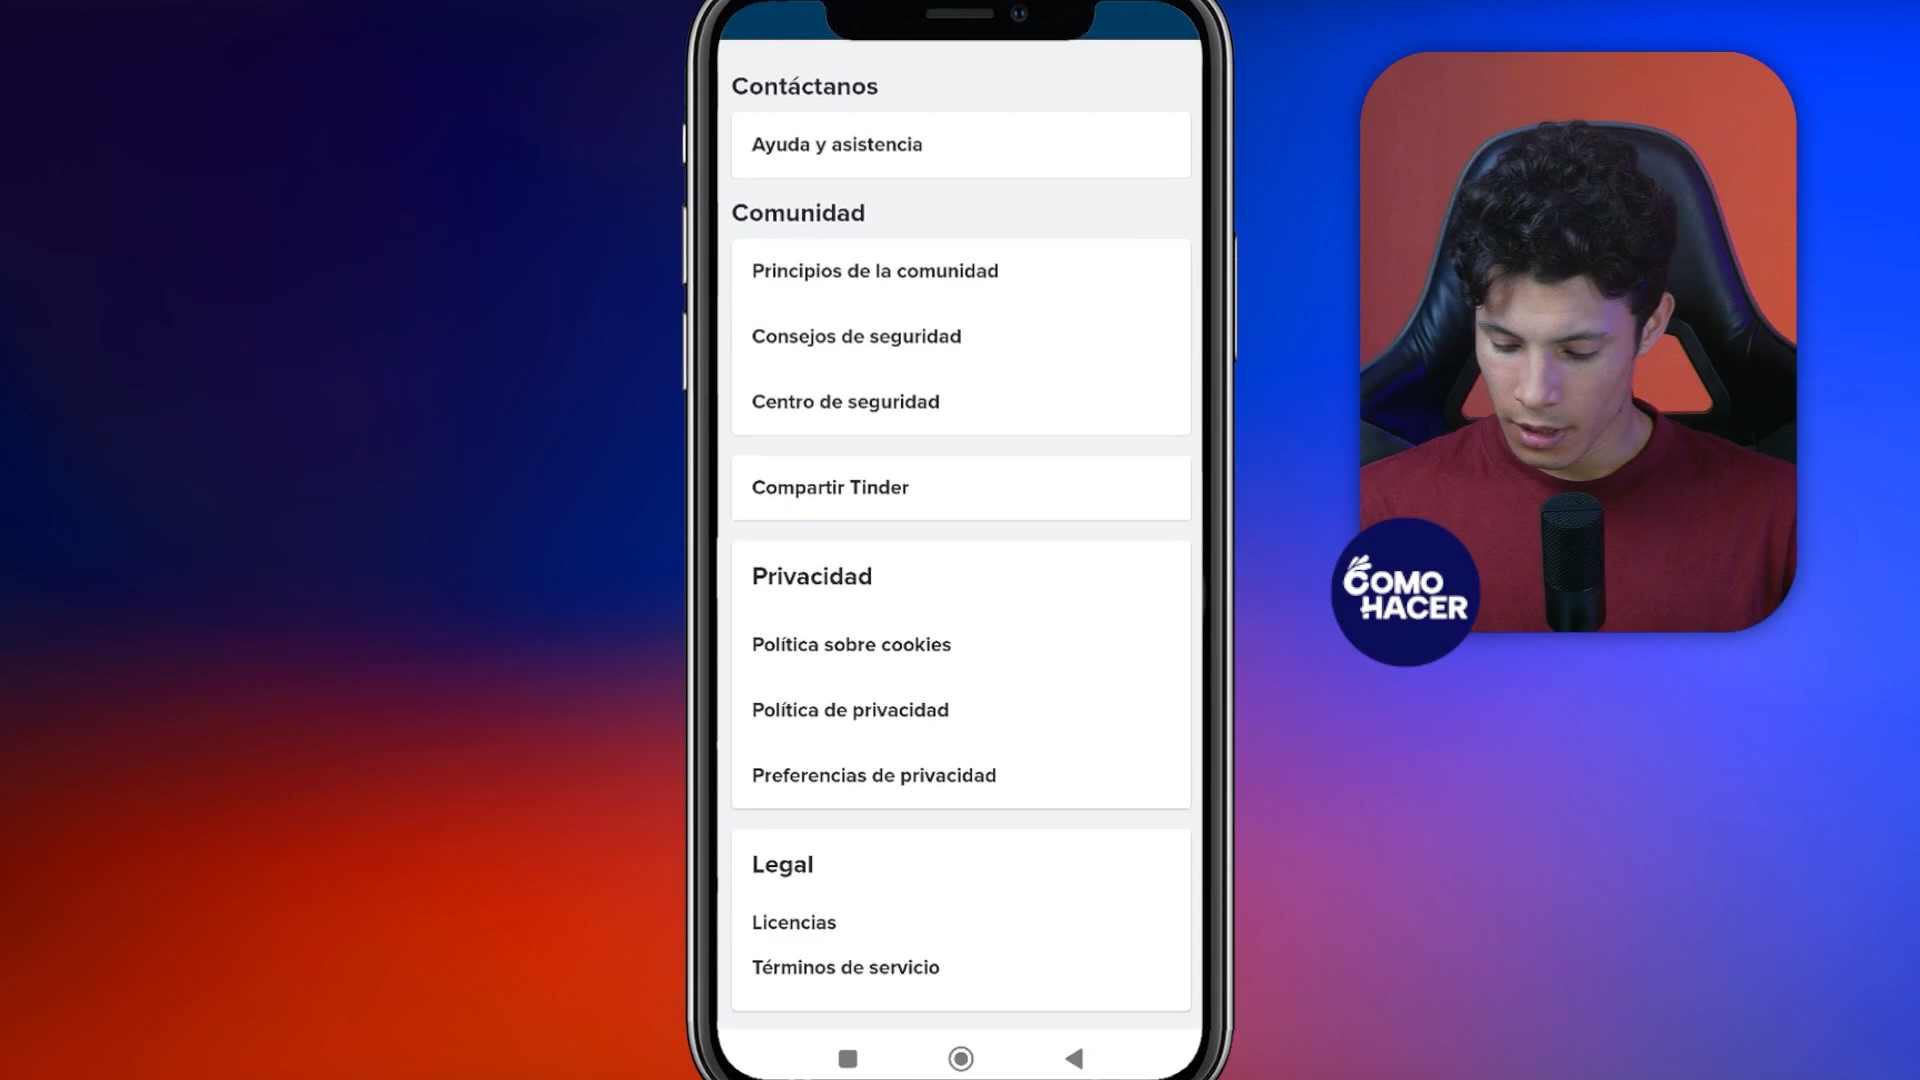 Contáctanos
Ayuda y asistencia
Comunidad
Principios de la comunidad
Consejos de seguridad
Centro de seguridad
Compartir Tinder
Privacidad
Política sobre cookies
Política de privacidad
Preferencias de privacidad
Legal
Licencias
Términos de servicio
COMO
HACER